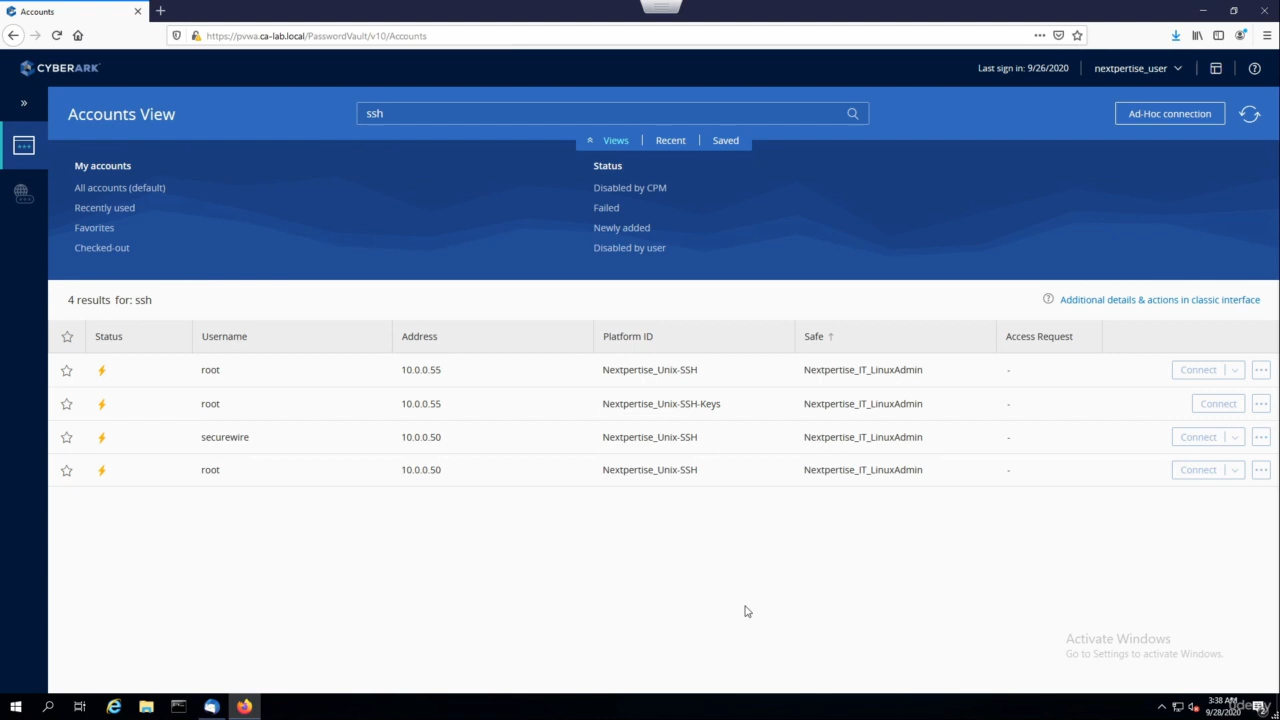 Accounts
https://pvwa.ca-lab.local/PasswordVault/v10/Accounts
CYBERARK
Last sign in: 9/26/2020
nextpertise_user
Accounts View
ssh
Ad-Hoc connection
Views
Recent
Saved
My accounts
Status
All accounts (default)
Disabled by CPM
Recently used
Failed
Favorites
Newly added
Checked-out
Disabled by user
4 results for: ssh
Additional details & actions in classic interface
Status Username Address Platform ID Safe Access Request
root 10.0.0.55 Nextpertise_Unix-SSH Nextpertise_IT_LinuxAdmin - Connect
root 10.0.0.55 Nextpertise_Unix-SSH-Keys Nextpertise_IT_LinuxAdmin - Connect
securewire 10.0.0.50 Nextpertise_Unix-SSH Nextpertise_IT_LinuxAdmin - Connect
root 10.0.0.50 Nextpertise_Unix-SSH Nextpertise_IT_LinuxAdmin - Connect
Activate Windows
Go to Settings to activate Windows.
3:38 AM
9/28/2020
udemy